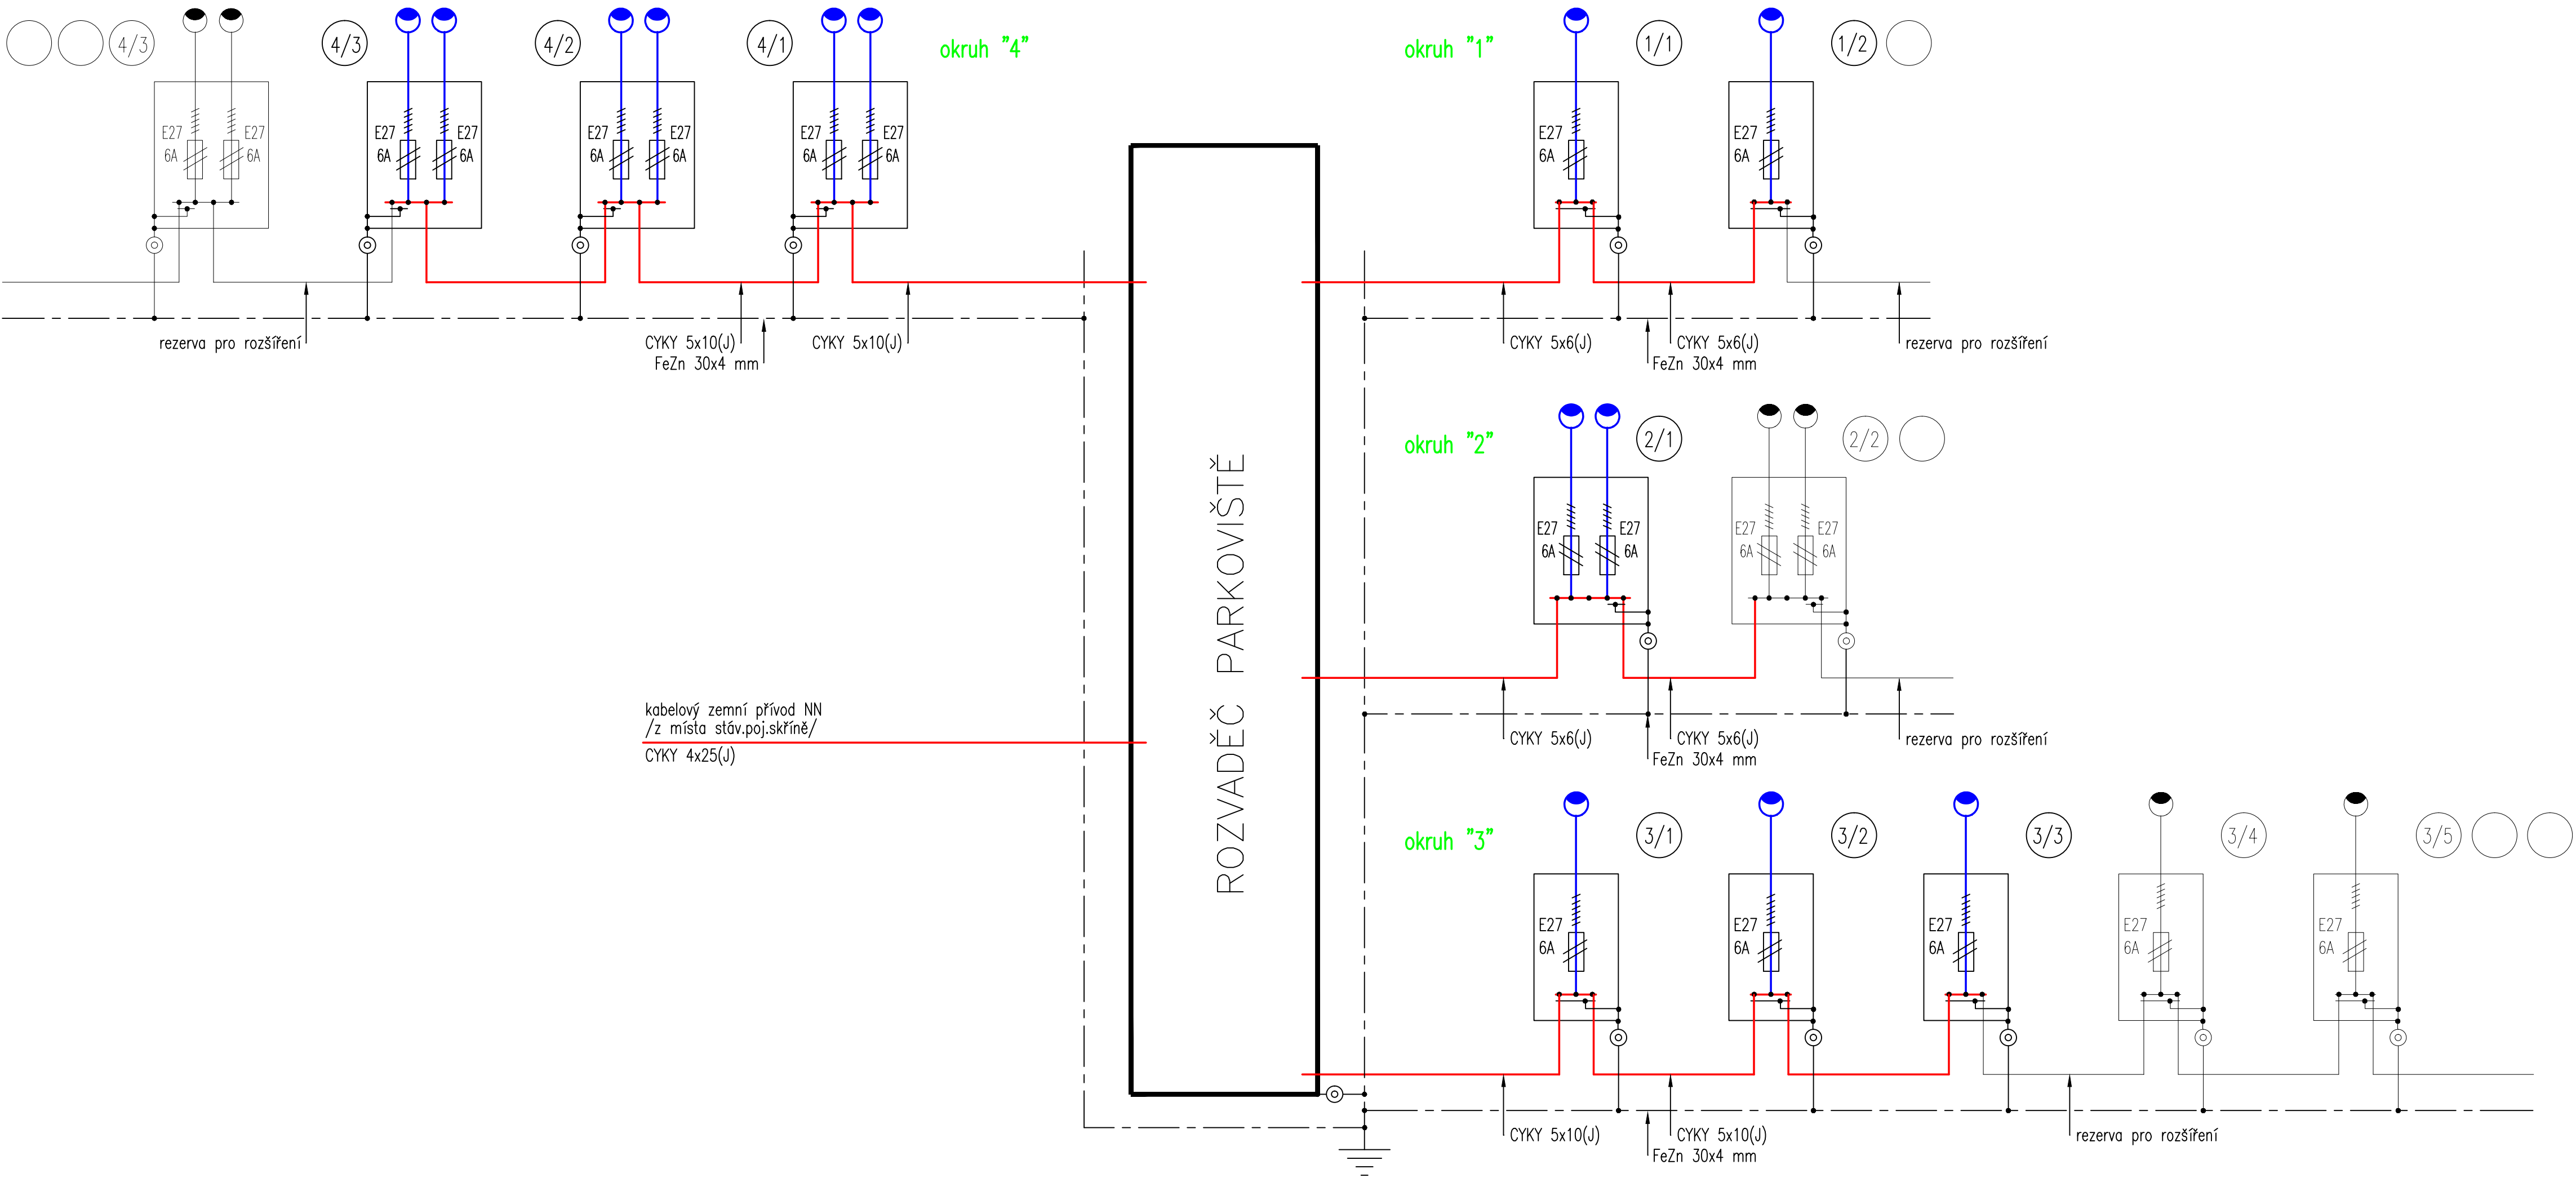 4/3
4/3
4/2
4/1
okruh "4"
E27 E27
6A 6A
E27 E27
6A 6A
E27 E27
6A 6A
E27 E27
6A 6A
rezerva pro rozšíření
CYKY 5x10(J)
FeZn 30x4 mm
CYKY 5x10(J)
okruh "1"
1/1
1/2
E27
6A
E27
6A
CYKY 5x6(J)
CYKY 5x6(J)
FeZn 30x4 mm
rezerva pro rozšíření
ROZVADĚČ PARKOVIŠTĚ
kabelový zemní přívod NN
/z místa stáv.poj.skříně/
CYKY 4x25(J)
okruh "2"
2/1
2/2
E27 E27
6A 6A
E27 E27
6A 6A
CYKY 5x6(J)
CYKY 5x6(J)
FeZn 30x4 mm
rezerva pro rozšíření
okruh "3"
3/1
3/2
3/3
3/4
3/5
E27
6A
E27
6A
E27
6A
E27
6A
E27
6A
CYKY 5x10(J)
CYKY 5x10(J)
FeZn 30x4 mm
rezerva pro rozšíření